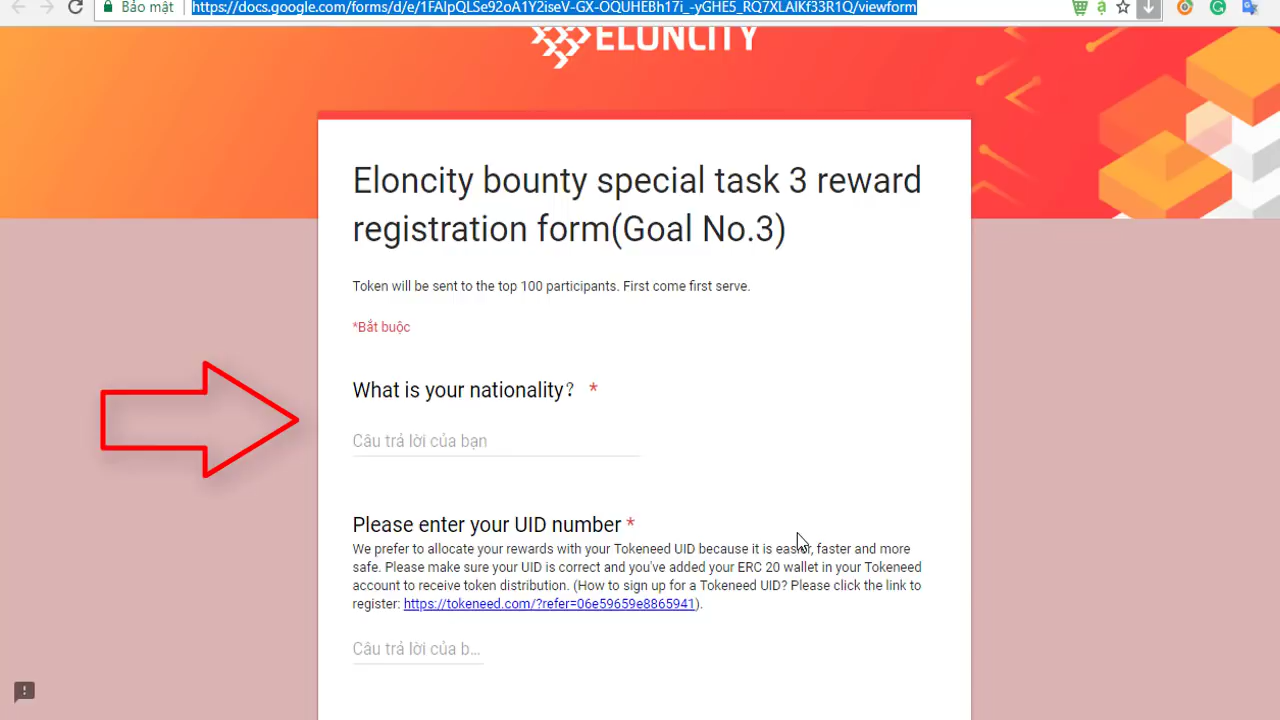 Bảo mật
https://docs.google.com/forms/d/e/1FAIpQLSe92oA1Y2iseV-GX-OQUHEBh17i_-yGHE5_RQ7XLAlKf33R1Q/viewform
ELONCITY
Eloncity bounty special task 3 reward
registration form(Goal No.3)
Token will be sent to the top 100 participants. First come first serve.
*Bắt buộc
What is your nationality? *
Câu trả lời của bạn
Please enter your UID number *
We prefer to allocate your rewards with your Tokeneed UID because it is easier, faster and more
safe. Please make sure your UID is correct and you've added your ERC 20 wallet in your Tokeneed
account to receive token distribution. (How to sign up for a Tokeneed UID? Please click the link to
register: https://tokeneed.com/?refer=06e59659e8865941).
Câu trả lời của b...